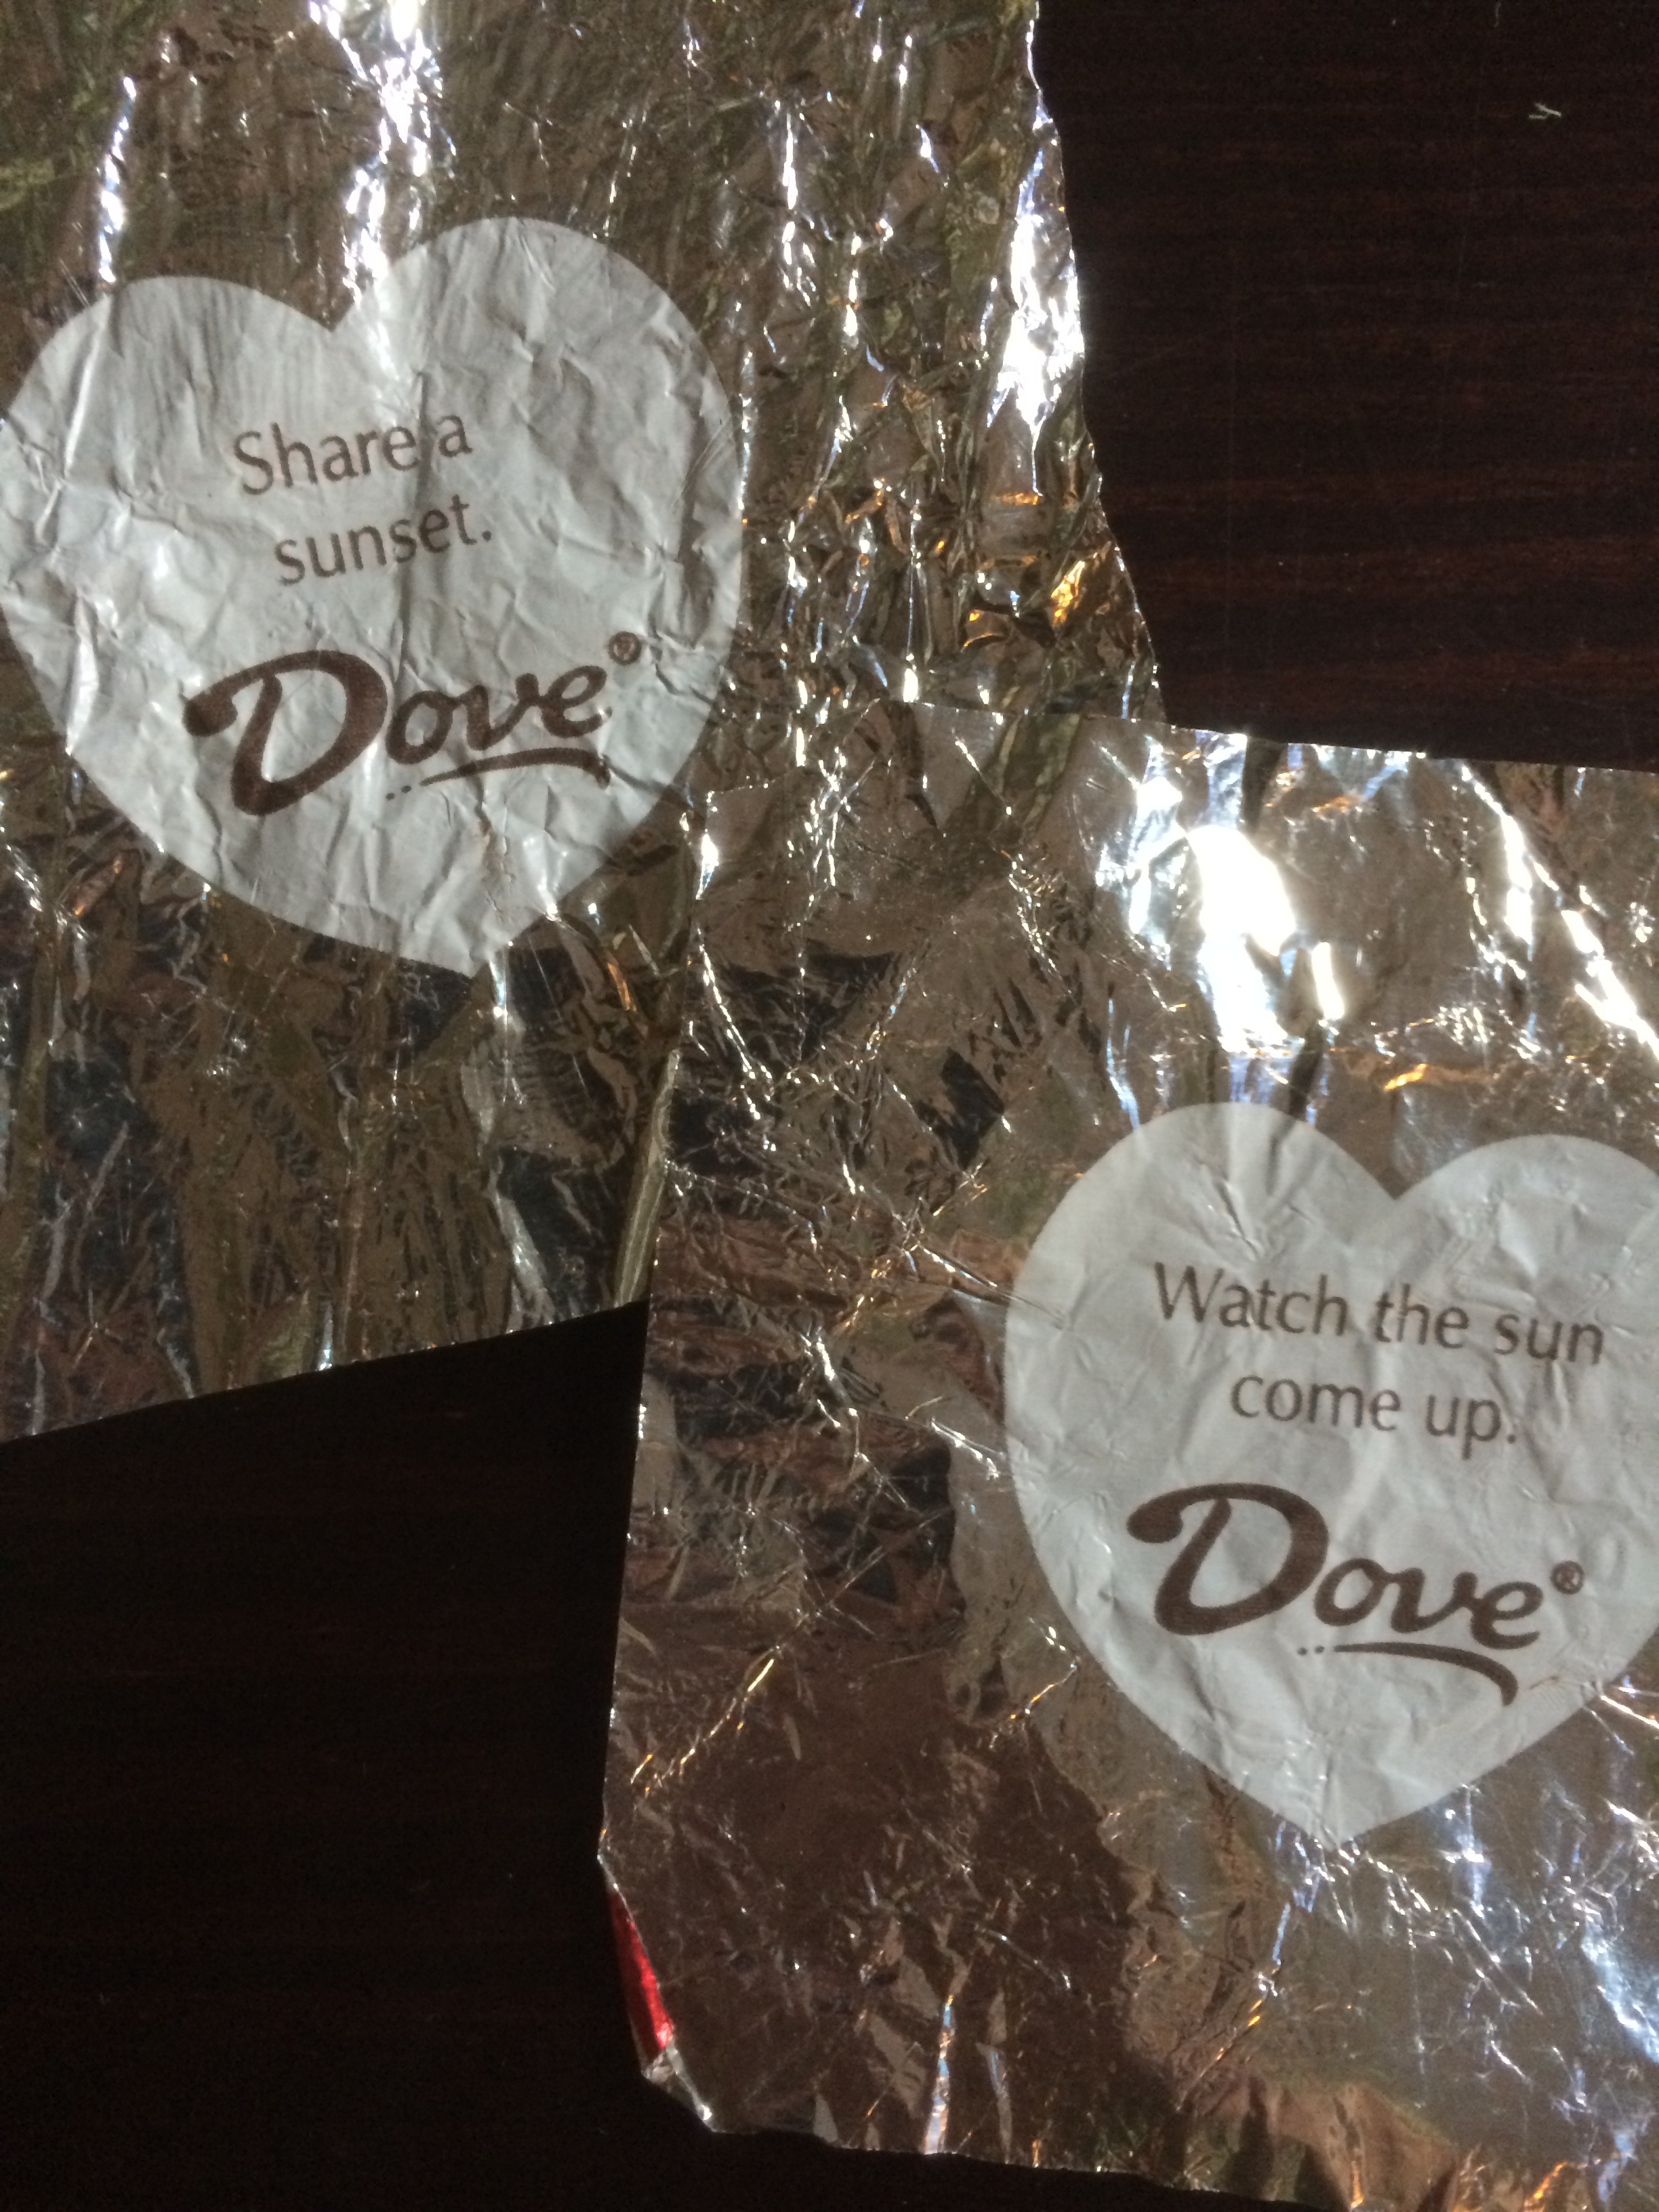 Share a
sunset.
Dove®
Watch the sun
come up.
Dove®